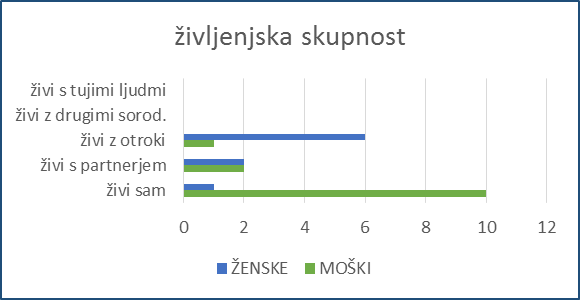 življenjska skupnost
živi s tujimi ljudmi
živi z drugimi sorod.
živi z otroki
živi s partnerjem
živi sam
0 2 4 6 8 10 12
ŽENSKE MOŠKI